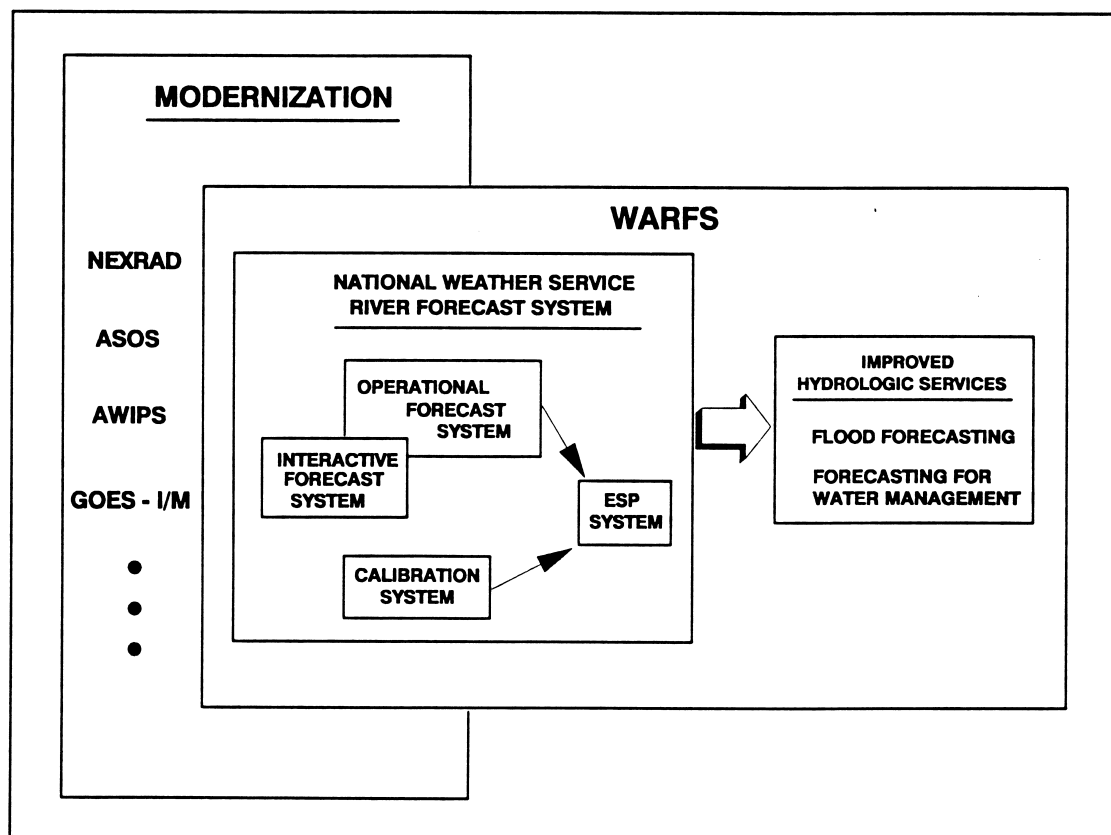 MODERNIZATION
NEXRAD
ASOS
AWIPS
GOES - I/M
WARFS
NATIONAL WEATHER SERVICE
RIVER FORECAST SYSTEM
OPERATIONAL
FORECAST
SYSTEM
INTERACTIVE
FORECAST
SYSTEM
CALIBRATION
SYSTEM
ESP
SYSTEM
IMPROVED
HYDROLOGIC SERVICES
FLOOD FORECASTING
FORECASTING FOR
WATER MANAGEMENT